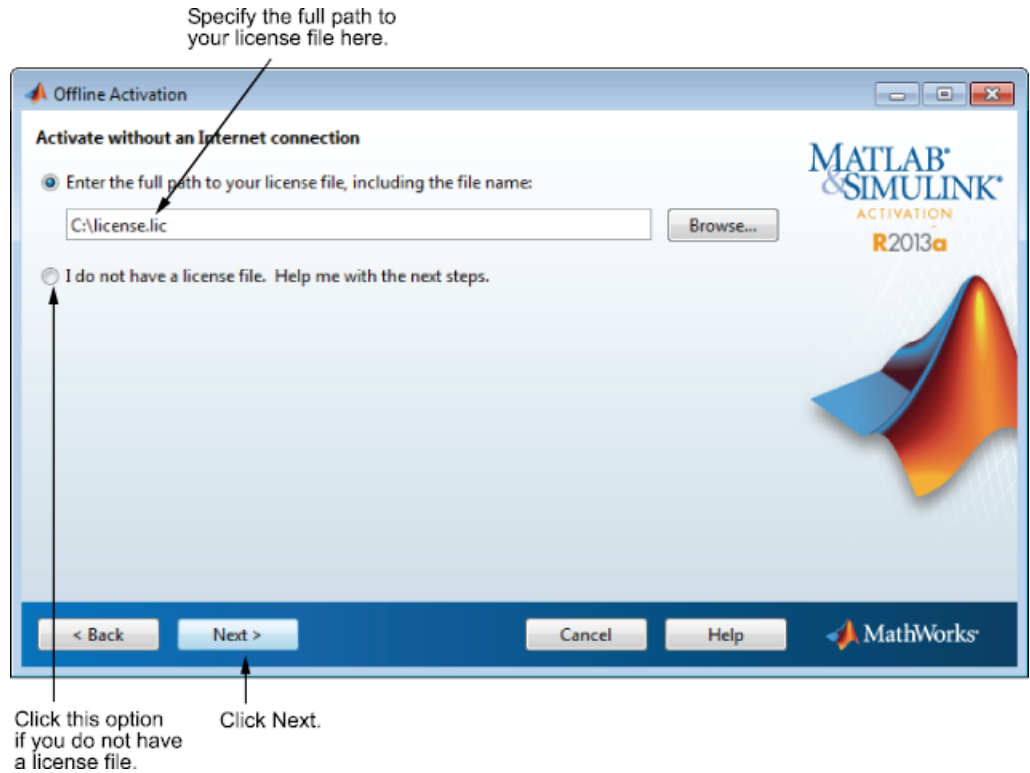 Specify the full path to
your license file here.
Offline Activation
Activate without an Internet connection
Enter the full path to your license file, including the file name:
C:\license.lic
Browse...
I do not have a license file.  Help me with the next steps.
MATLAB®
&SIMULINK®
ACTIVATION
R2013a
< Back
Next >
Cancel
Help
MathWorks®
Click this option
if you do not have
a license file.
Click Next.